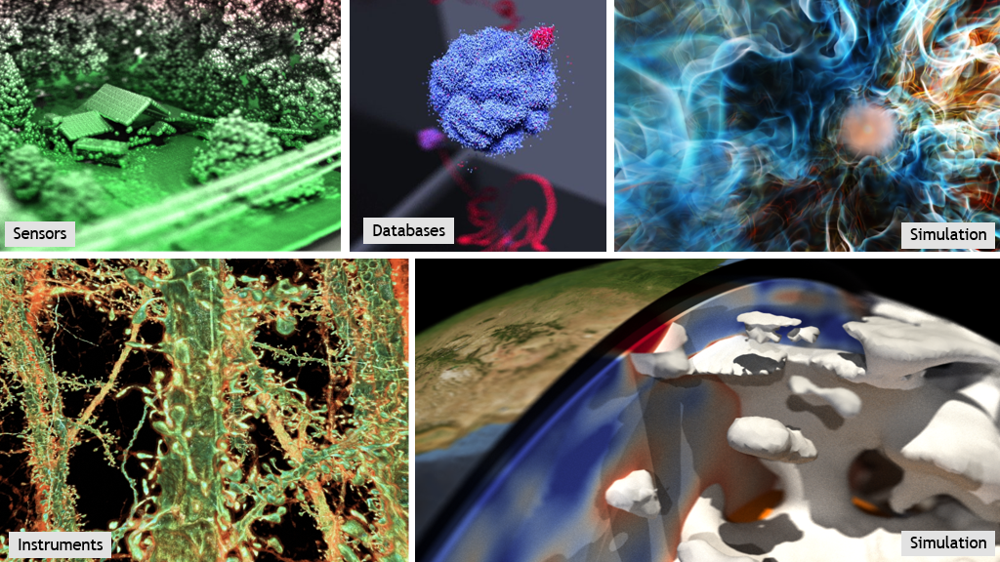 Sensors
Databases
Simulation
Instruments
Simulation